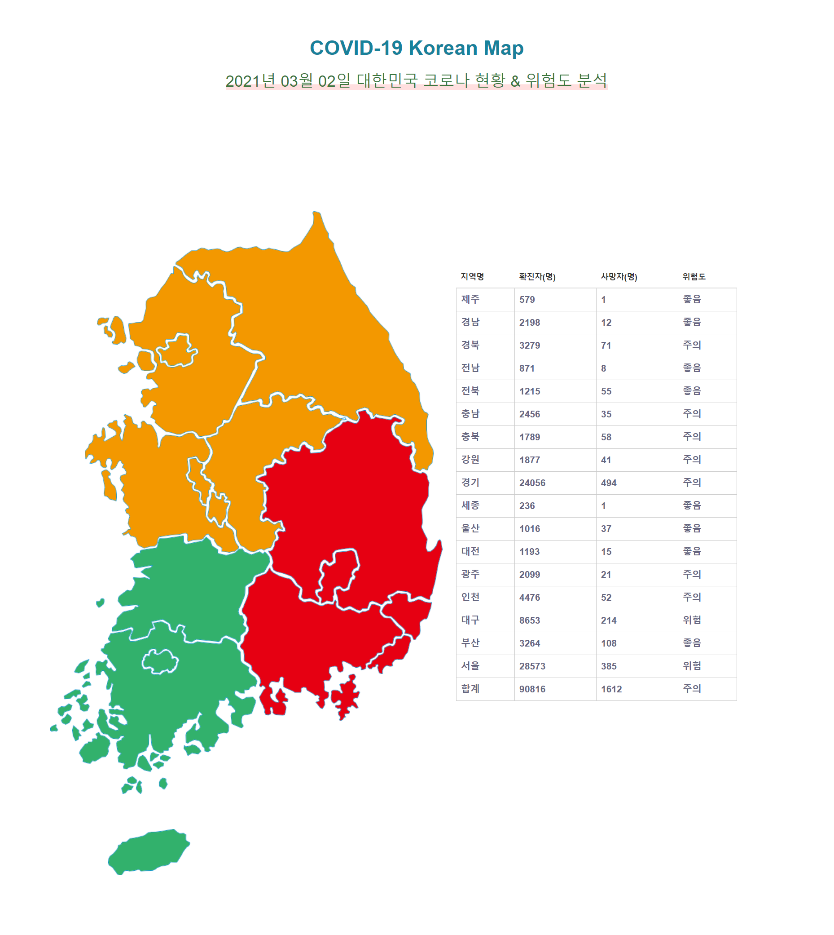 COVID-19 Korean Map
2021년 03월 02일 대한민국 코로나 현황 & 위험도 분석
지역명 확진자(명) 사망자(명) 위험도
제주 579 1 좋음
경남 2198 12 좋음
경북 3279 71 주의
전남 871 8 좋음
전북 1215 55 좋음
충남 2456 35 주의
충북 1789 58 주의
강원 1877 41 주의
경기 24056 494 주의
세종 236 1 좋음
울산 1016 37 좋음
대전 1193 15 좋음
광주 2099 21 주의
인천 4476 52 주의
대구 8653 214 위험
부산 3264 108 좋음
서울 28573 385 위험
합계 90816 1612 주의